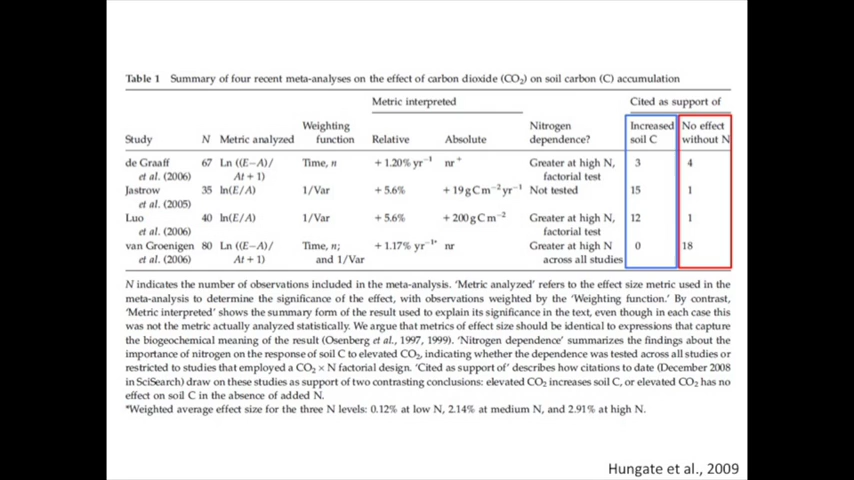 Table 1 Summary of four recent meta-analyses on the effect of carbon dioxide (CO₂) on soil carbon (C) accumulation
Metric interpreted Cited as support of
Weighting Nitrogen Increased No effect
Study N Metric analyzed function Relative Absolute dependence? soil C without N
de Graaff 67 Ln ((E−A)/ Time, n +1.20% yr⁻¹ nr⁺ Greater at high N, 3 4
et al. (2006) At + 1) factorial test
Jastrow 35 ln(E/A) 1/Var +5.6% +19 g C m⁻² yr⁻¹ Not tested 15 1
et al. (2005)
Luo 40 ln(E/A) 1/Var +5.6% +200 g C m⁻² Greater at high N, 12 1
et al. (2006) factorial test
van Groenigen 80 Ln ((E−A)/ Time, n; +1.17% yr⁻¹* nr Greater at high N 0 18
et al. (2006) At + 1) and 1/Var across all studies
N indicates the number of observations included in the meta-analysis. 'Metric analyzed' refers to the effect size metric used in the
meta-analysis to determine the significance of the effect, with observations weighted by the 'Weighting function.' By contrast,
'Metric interpreted' shows the summary form of the result used to explain its significance in the text, even though in each case this
was not the metric actually analyzed statistically. We argue that metrics of effect size should be identical to expressions that capture
the biogeochemical meaning of the result (Osenberg et al., 1997, 1999). 'Nitrogen dependence' summarizes the findings about the
importance of nitrogen on the response of soil C to elevated CO₂, indicating whether the dependence was tested across all studies or
restricted to studies that employed a CO₂ × N factorial design. 'Cited as support of' describes how citations to date (December 2008
in SciSearch) draw on these studies as support of two contrasting conclusions: elevated CO₂ increases soil C, or elevated CO₂ has no
effect on soil C in the absence of added N.
*Weighted average effect size for the three N levels: 0.12% at low N, 2.14% at medium N, and 2.91% at high N.
Hungate et al., 2009